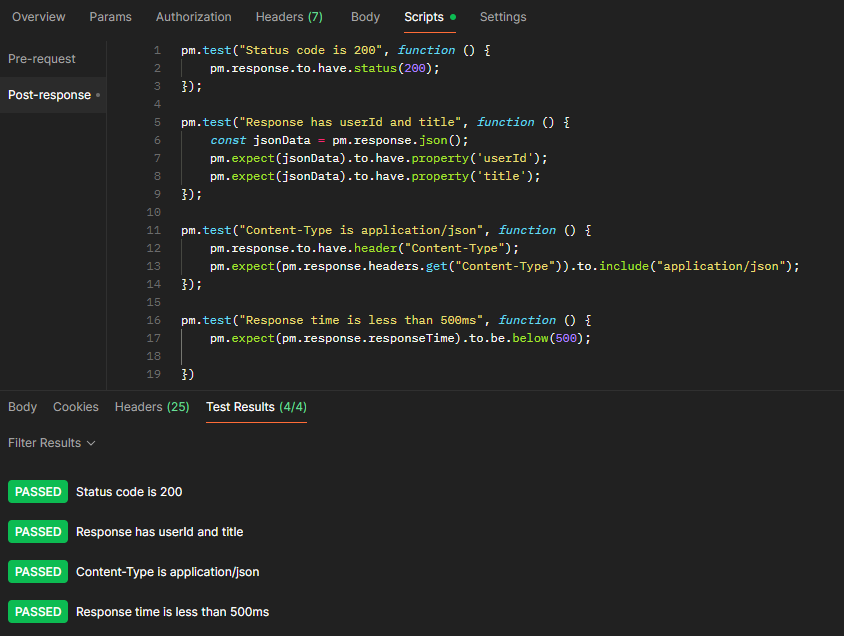 Overview Params Authorization Headers (7) Body Scripts Settings
Pre-request
Post-response
1 pm.test("Status code is 200", function () {
2 pm.response.to.have.status(200);
3 });
4
5 pm.test("Response has userId and title", function () {
6 const jsonData = pm.response.json();
7 pm.expect(jsonData).to.have.property('userId');
8 pm.expect(jsonData).to.have.property('title');
9 });
10
11 pm.test("Content-Type is application/json", function () {
12 pm.response.to.have.header("Content-Type");
13 pm.expect(pm.response.headers.get("Content-Type")).to.include("application/json");
14 });
15
16 pm.test("Response time is less than 500ms", function () {
17 pm.expect(pm.response.responseTime).to.be.below(500);
18
19 })
Body Cookies Headers (25) Test Results (4/4)
Filter Results
PASSED Status code is 200
PASSED Response has userId and title
PASSED Content-Type is application/json
PASSED Response time is less than 500ms